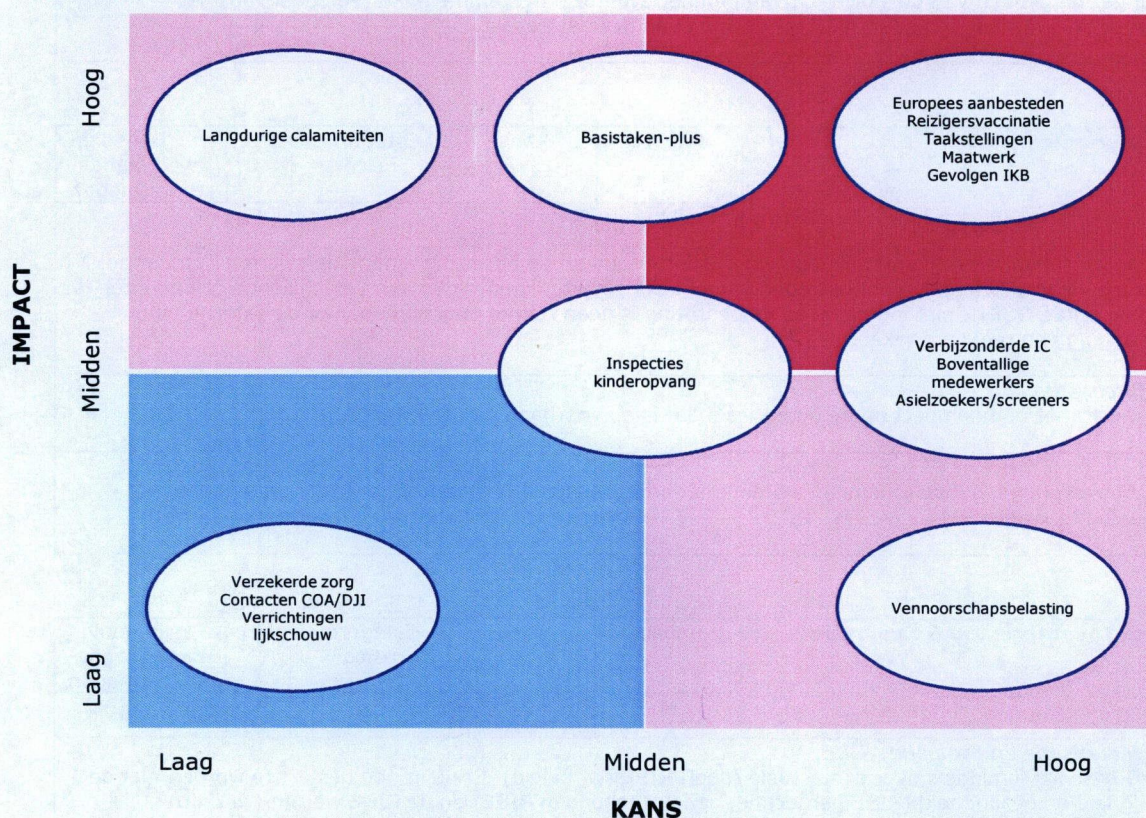 Hoog
Langdurige calamiteiten
Basistaken-plus
Europees aanbesteden
Reizigersvaccinatie
Taakstellingen
Maatwerk
Gevolgen IKB
IMPACT
Midden
Inspecties
kinderopvang
Verbijzonderde IC
Boventallige
medewerkers
Asielzoekers/screeners
Laag
Verzekerde zorg
Contacten COA/DJI
Verrichtingen
lijkschouw
Vennoorschapsbelasting
Laag
Midden
Hoog
KANS